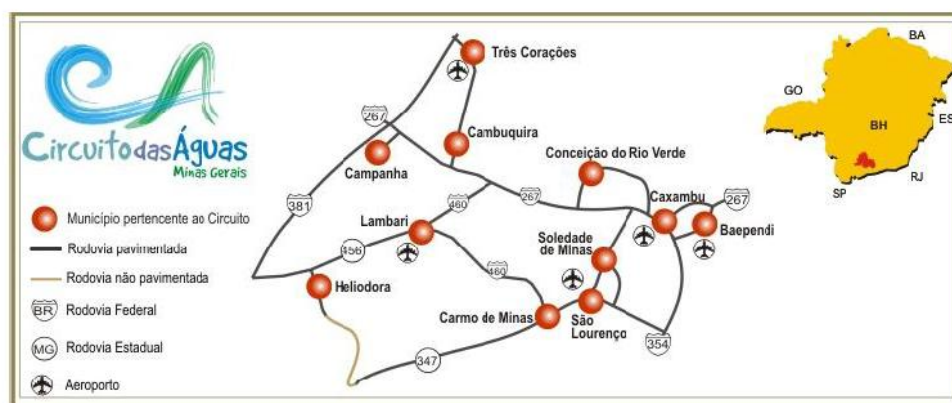 Circuito das Águas
Minas Gerais
Município pertencente ao Circuito
Rodovia pavimentada
Rodovia não pavimentada
BR
Rodovia Federal
MG
Rodovia Estadual
Aeroporto
Três Corações
267
Cambuquira
Campanha
Conceição do Rio Verde
381
Lambari
460
267
Caxambu
267
Baependi
456
Soledade
de Minas
Heliodora
460
Carmo de Minas
São
Lourenço
354
347
BA
GO
ES
BH
SP
RJ